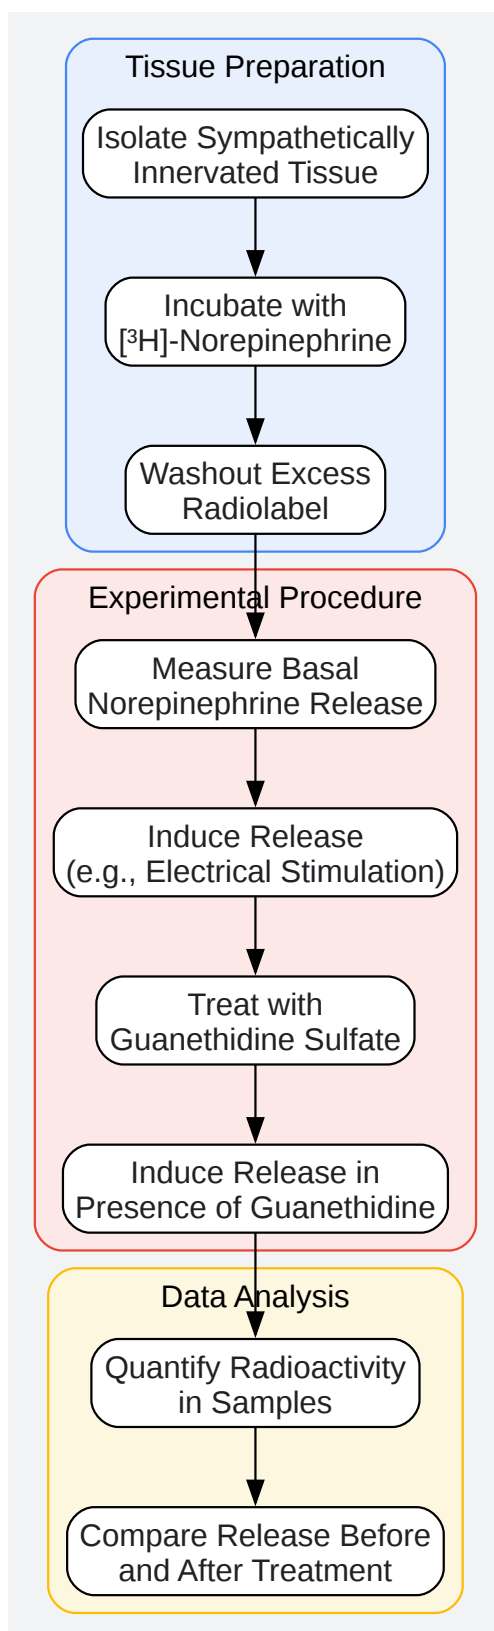 Tissue Preparation
Isolate Sympathetically
Innervated Tissue
Incubate with
[³H]-Norepinephrine
Washout Excess
Radiolabel
Experimental Procedure
Measure Basal
Norepinephrine Release
Induce Release
(e.g., Electrical Stimulation)
Treat with
Guanethidine Sulfate
Induce Release in
Presence of Guanethidine
Data Analysis
Quantify Radioactivity
in Samples
Compare Release Before
and After Treatment